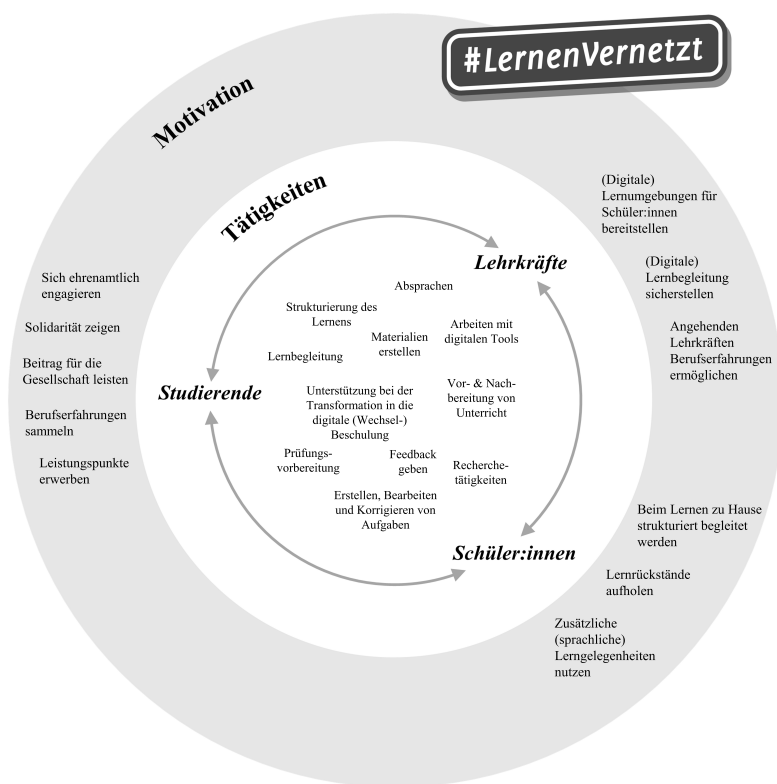 #LernenVernetzt
Motivation
Tätigkeiten
(Digitale)
Lernumgebungen für
Schüler:innen
bereitstellen
Lehrkräfte
(Digitale)
Lernbegleitung
sicherstellen
Angehenden
Lehrkräften
Berufserfahrungen
ermöglichen
Sich ehrenamtlich
engagieren
Solidarität zeigen
Beitrag für die
Gesellschaft leisten
Berufserfahrungen
sammeln
Leistungspunkte
erwerben
Studierende
Absprachen
Strukturierung des
Lernens
Materialien
erstellen
Arbeiten mit
digitalen Tools
Lernbegleitung
Unterstützung bei der
Transformation in die
digitale (Wechsel-)
Beschulung
Vor- & Nach-
bereitung von
Unterricht
Prüfungs-
vorbereitung
Feedback
geben
Recherche-
tätigkeiten
Erstellen, Bearbeiten
und Korrigieren von
Aufgaben
Schüler:innen
Beim Lernen zu Hause
strukturiert begleitet
werden
Lernrückstände
aufholen
Zusätzliche
(sprachliche)
Lerngelegenheiten
nutzen